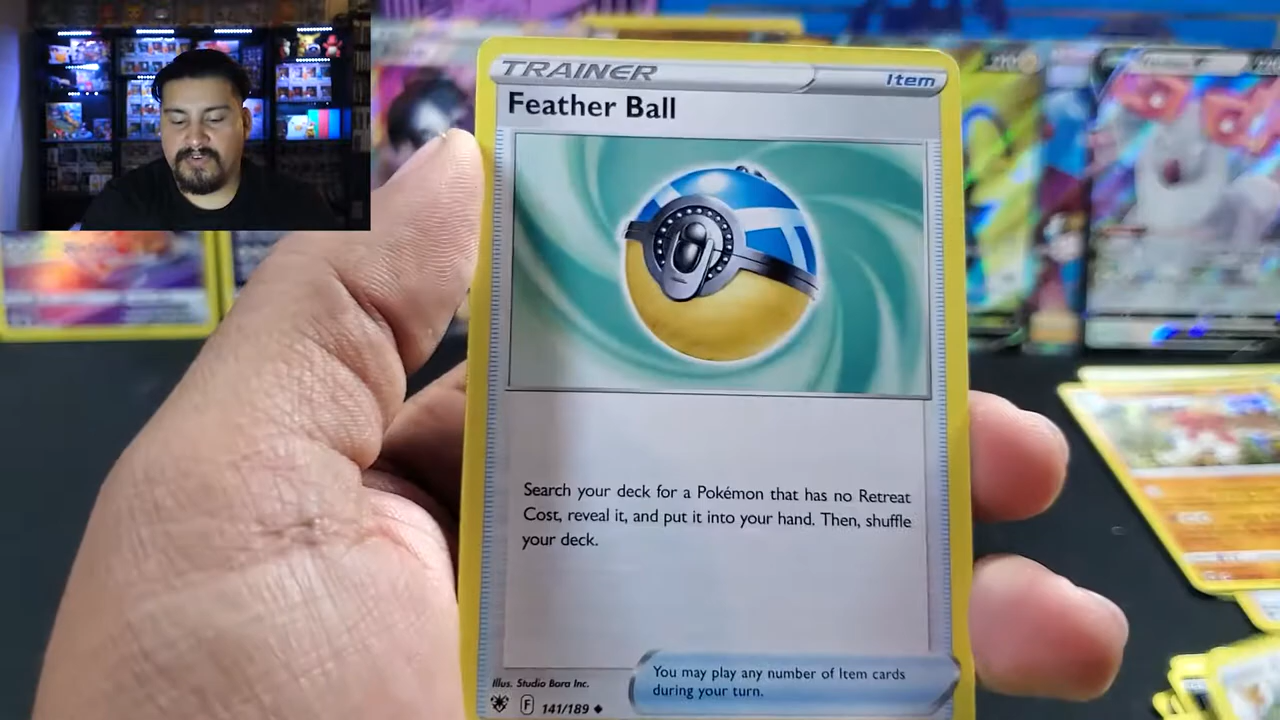 TRAINER
Item
Feather Ball
Search your deck for a Pokémon that has no Retreat
Cost, reveal it, and put it into your hand. Then, shuffle
your deck.
You may play any number of Item cards
during your turn.
Illus. Studio Bora Inc.
F 141/189